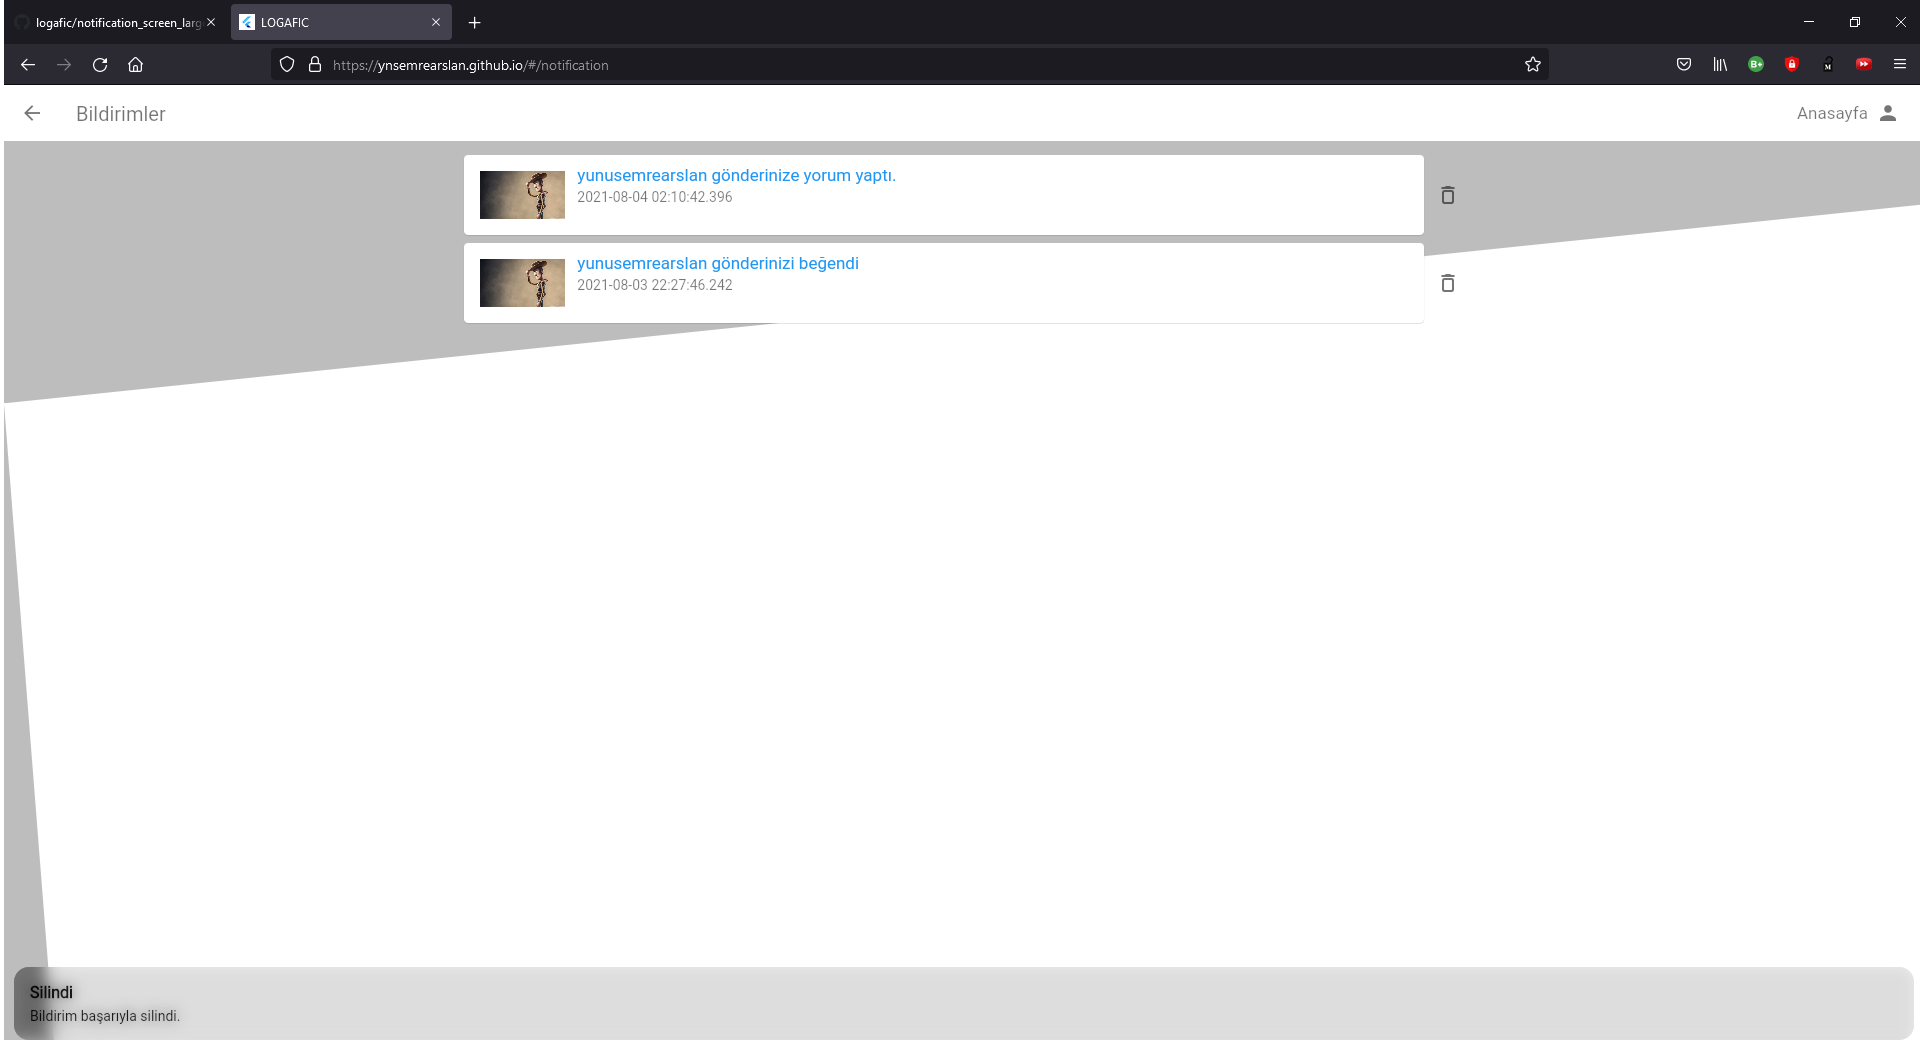 logafic/notification_screen_larg
LOGAFIC
https://ynsemrearslan.github.io/#/notification
Bildirimler
Anasayfa
yunusemrearslan gönderinize yorum yaptı.
2021-08-04 02:10:42.396
yunusemrearslan gönderinizi beğendi
2021-08-03 22:27:46.242
Silindi
Bildirim başarıyla silindi.